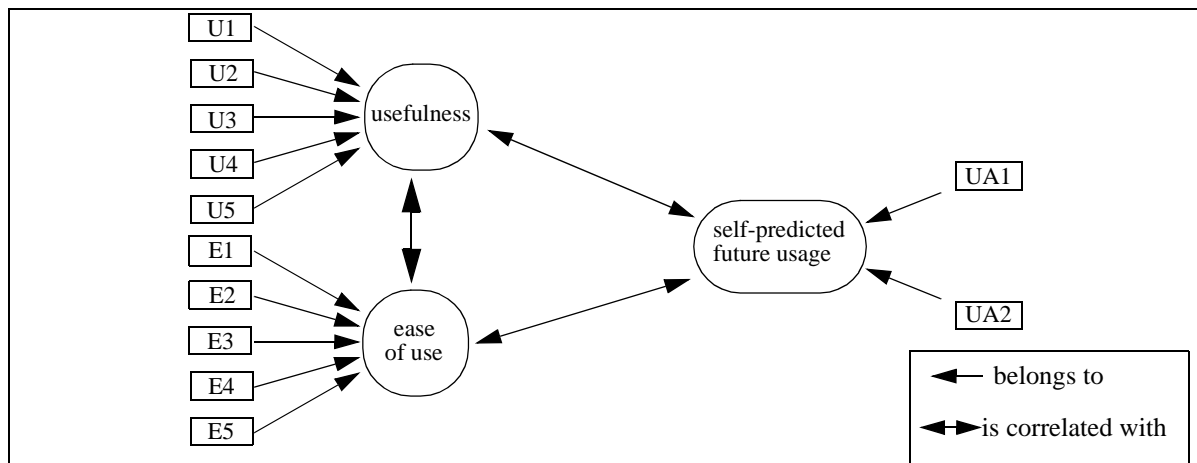 U1
U2
U3
U4
U5
E1
E2
E3
E4
E5
usefulness
ease
of use
self-predicted
future usage
UA1
UA2
belongs to
is correlated with